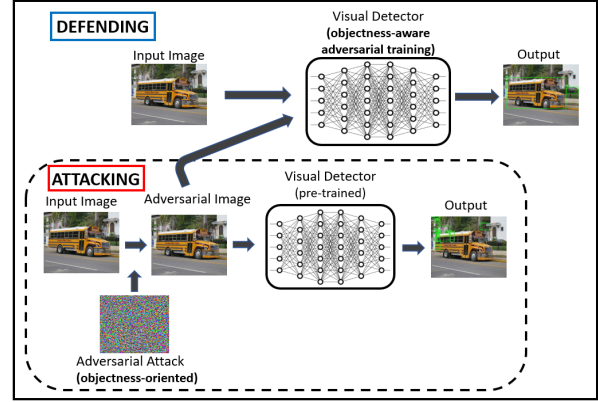 DEFENDING
Visual Detector
(objectness-aware
adversarial training)
Input Image
Output
ATTACKING
Input Image
Adversarial Image
Visual Detector
(pre-trained)
Output
Adversarial Attack
(objectness-oriented)